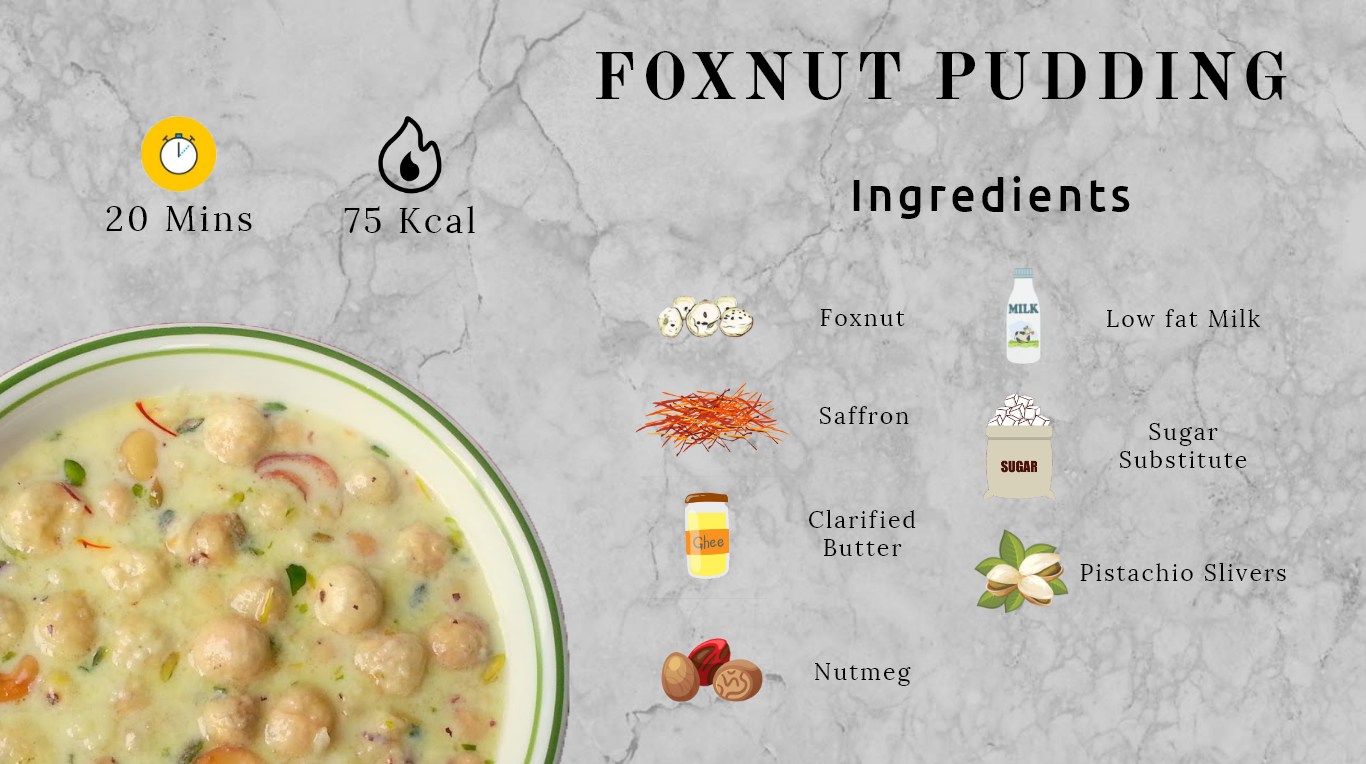 FOXNUT PUDDING
20 Mins
75 Kcal
Ingredients
Foxnut
MILK
Low fat Milk
Saffron
SUGAR
Sugar
Substitute
Ghee
Clarified
Butter
Pistachio Slivers
Nutmeg